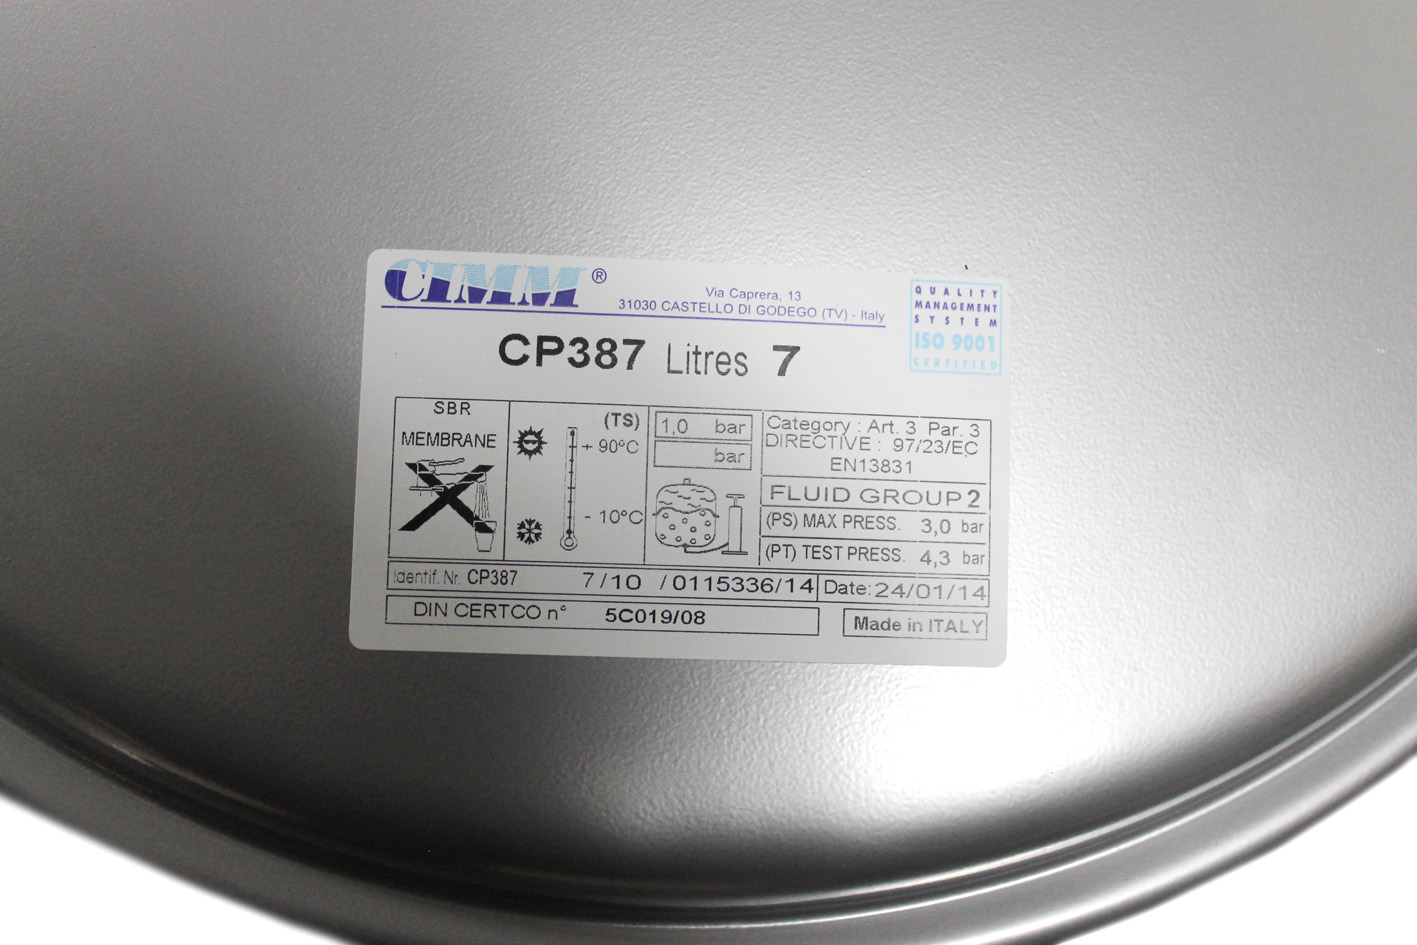 CIMM ®
Via Caprera, 13
31030 CASTELLO DI GODEGO (TV) - Italy
QUALITY
MANAGEMENT
SYSTEM
ISO 9001
CERTIFIED
CP387 Litres 7
SBR
MEMBRANE
(TS)
+ 90°C
- 10°C
1,0 bar
bar
Category : Art. 3 Par. 3
DIRECTIVE : 97/23/EC
EN13831
FLUID GROUP 2
(PS) MAX PRESS. 3,0 bar
(PT) TEST PRESS. 4,3 bar
Identif. Nr. CP387 7/10 /0115336/14 Date: 24/01/14
DIN CERTCO n° 5C019/08
Made in ITALY